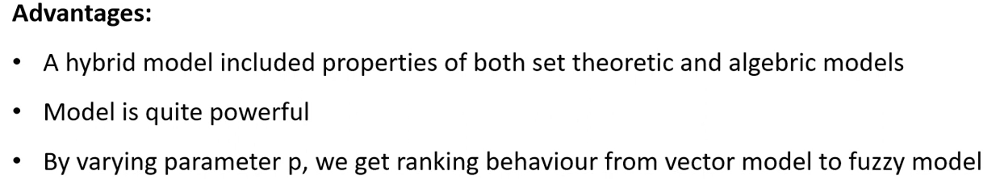 Advantages:
• A hybrid model included properties of both set theoretic and algebric models
• Model is quite powerful
• By varying parameter p, we get ranking behaviour from vector model to fuzzy model